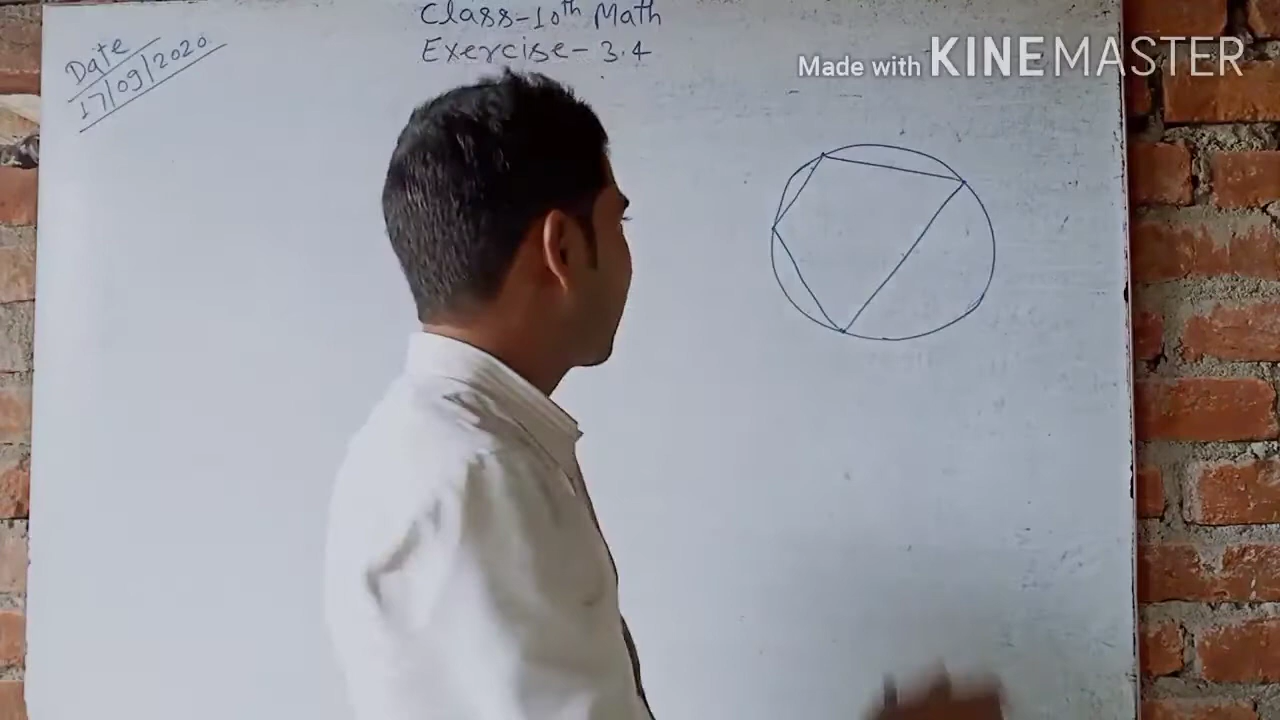 Class-10th Math
Exercise-3.4
Date
17/09/2020
Made with KINEMASTER